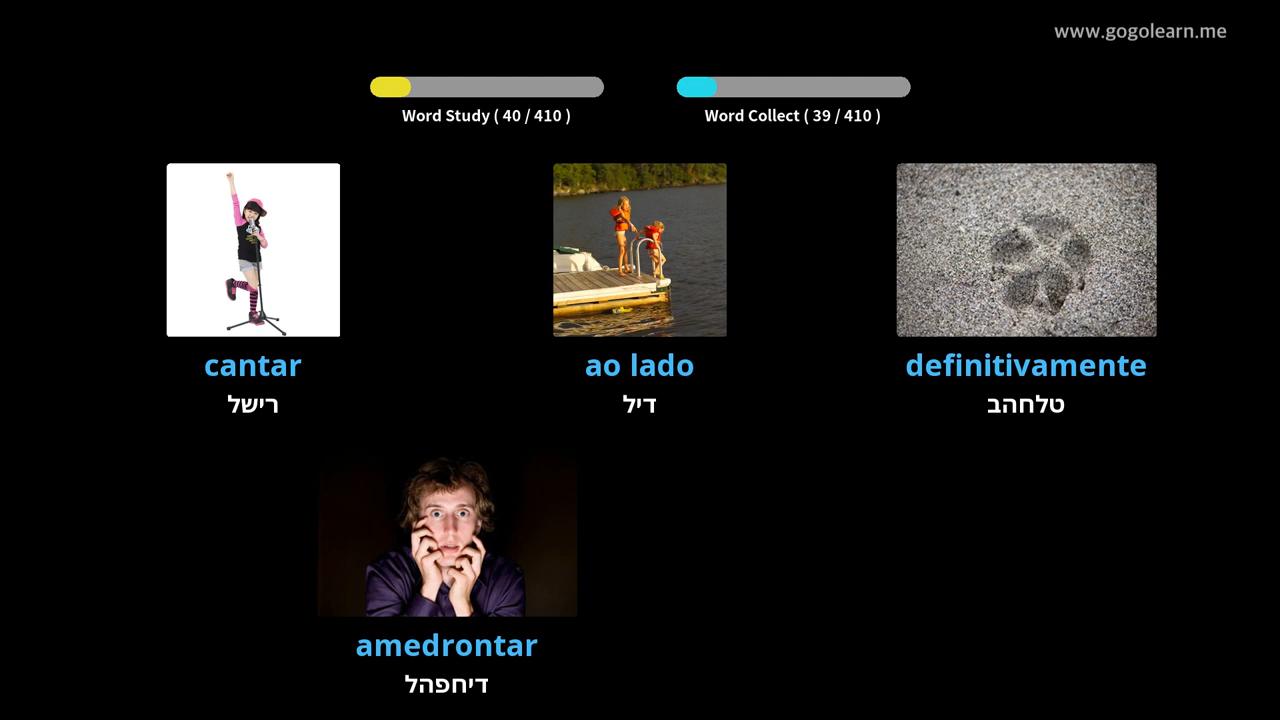 www.gogolearn.me
Word Study ( 40 / 410 )
Word Collect ( 39 / 410 )
cantar
רישל
ao lado
דיל
definitivamente
טלחהב
amedrontar
דיחפהל